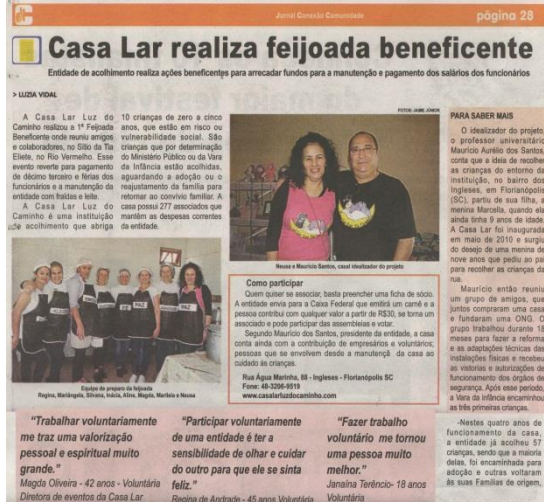 Jornal Conexão Comunidade
página 28
Casa Lar realiza feijoada beneficente
Entidade de acolhimento realiza ações beneficentes para arrecadar fundos para a manutenção e pagamento dos salários dos funcionários
> LUZIA VIDAL
A Casa Lar Luz do
Caminho realizou a 1ª Feijoada
Beneficente onde reuniu amigos
e colaboradores, no Sítio da Tia
Eliete, no Rio Vermelho. Esse
evento reverte para pagamento
de décimo terceiro e férias dos
funcionários e a manutenção da
entidade com fraldas e leite.
A Casa Lar Luz do
Caminho é uma instituição
de acolhimento que abriga
10 crianças de zero a cinco
anos, que estão em risco ou
vulnerabilidade social. São
crianças que por determinação
do Ministério Público ou da Vara
da Infância estão acolhidas,
aguardando a adoção ou o
reajustamento da família para
retornar ao convívio familiar. A
casa possui 277 associados que
mantêm as despesas correntes
da entidade.
FOTOS: JAIME JÚNIOR
Neusa e Maurício Santos, casal idealizador do projeto
Equipe de preparo da feijoada
Regina, Mariângela, Silvana, Inácia, Aline, Magda, Marileia e Neusa
Como participar
Quem quiser se associar, basta preencher uma ficha de sócio.
A entidade envia para a Caixa Federal que emitirá um carnê e a
pessoa contribui com qualquer valor a partir de R$30, se torna um
associado e pode participar das assembleias e votar.
Segundo Maurício dos Santos, presidente da entidade, a casa
conta ainda com a contribuição de empresários e voluntários;
pessoas que se envolvem desde a manutençã da casa ao
cuidado às crianças.
Rua Água Marinha, 88 - Ingleses - Florianópolis SC
Fone: 48-3206-9519
www.casalarluzdocaminho.com
PARA SABER MAIS
O idealizador do projeto,
o professor universitário
Maurício Aurélio dos Santos,
conta que a ideia de recolher
as crianças do entorno da
instituição, no bairro dos
Ingleses, em Florianópolis
(SC), partiu de sua filha, a
menina Marcella, quando ela
ainda tinha 9 anos de idade.
A Casa Lar foi inaugurada
em maio de 2010 e surgiu
do desejo de uma menina de
nove anos que pediu ao pai
para recolher as crianças da
rua.
Maurício então reuniu
um grupo de amigos, que
juntos compraram uma casa
e fundaram uma ONG. O
grupo trabalhou durante 18
meses para fazer a reforma
e as adaptações técnicas das
instalações físicas e recebeu
as vistorias e autorizações de
funcionamento dos órgãos de
segurança. Após esse período,
a Vara da Infância encaminhou
as três primeiras crianças.
-Nestes quatro anos de
funcionamento da casa,
a entidade já acolheu 57
crianças, sendo que a maioria
delas, foi encaminhada para
adoção e outras voltaram
às suas Famílias de origem,
"Trabalhar voluntariamente
me traz uma valorização
pessoal e espiritual muito
grande."
Magda Oliveira - 42 anos - Voluntária
Diretora de eventos da Casa Lar
"Participar voluntariamente
de uma entidade é ter a
sensibilidade de olhar e cuidar
do outro para que ele se sinta
feliz."
Regina de Andrade - 45 anos Voluntária
"Fazer trabalho
voluntário me tornou
uma pessoa muito
melhor."
Janaína Terêncio- 18 anos
Voluntária